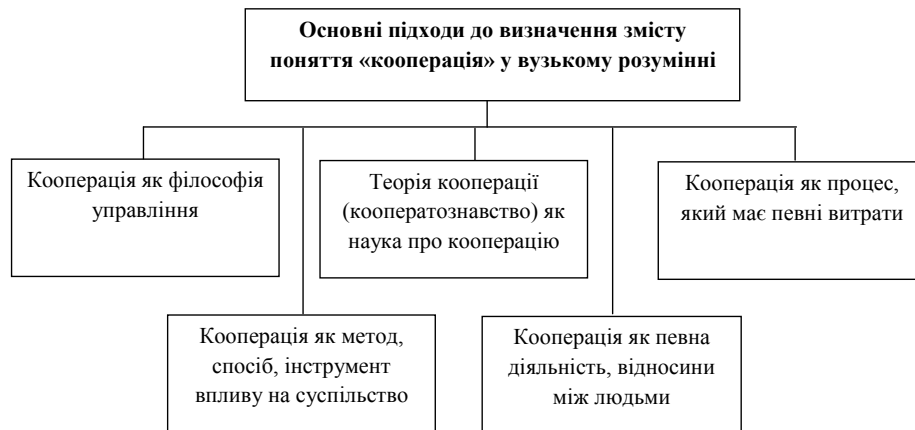 Основні підходи до визначення змісту
поняття «кооперація» у вузькому розумінні
Кооперація як філософія
управління
Теорія кооперації
(кооператознавство) як
наука про кооперацію
Кооперація як процес,
який має певні витрати
Кооперація як метод,
спосіб, інструмент
впливу на суспільство
Кооперація як певна
діяльність, відносини
між людьми